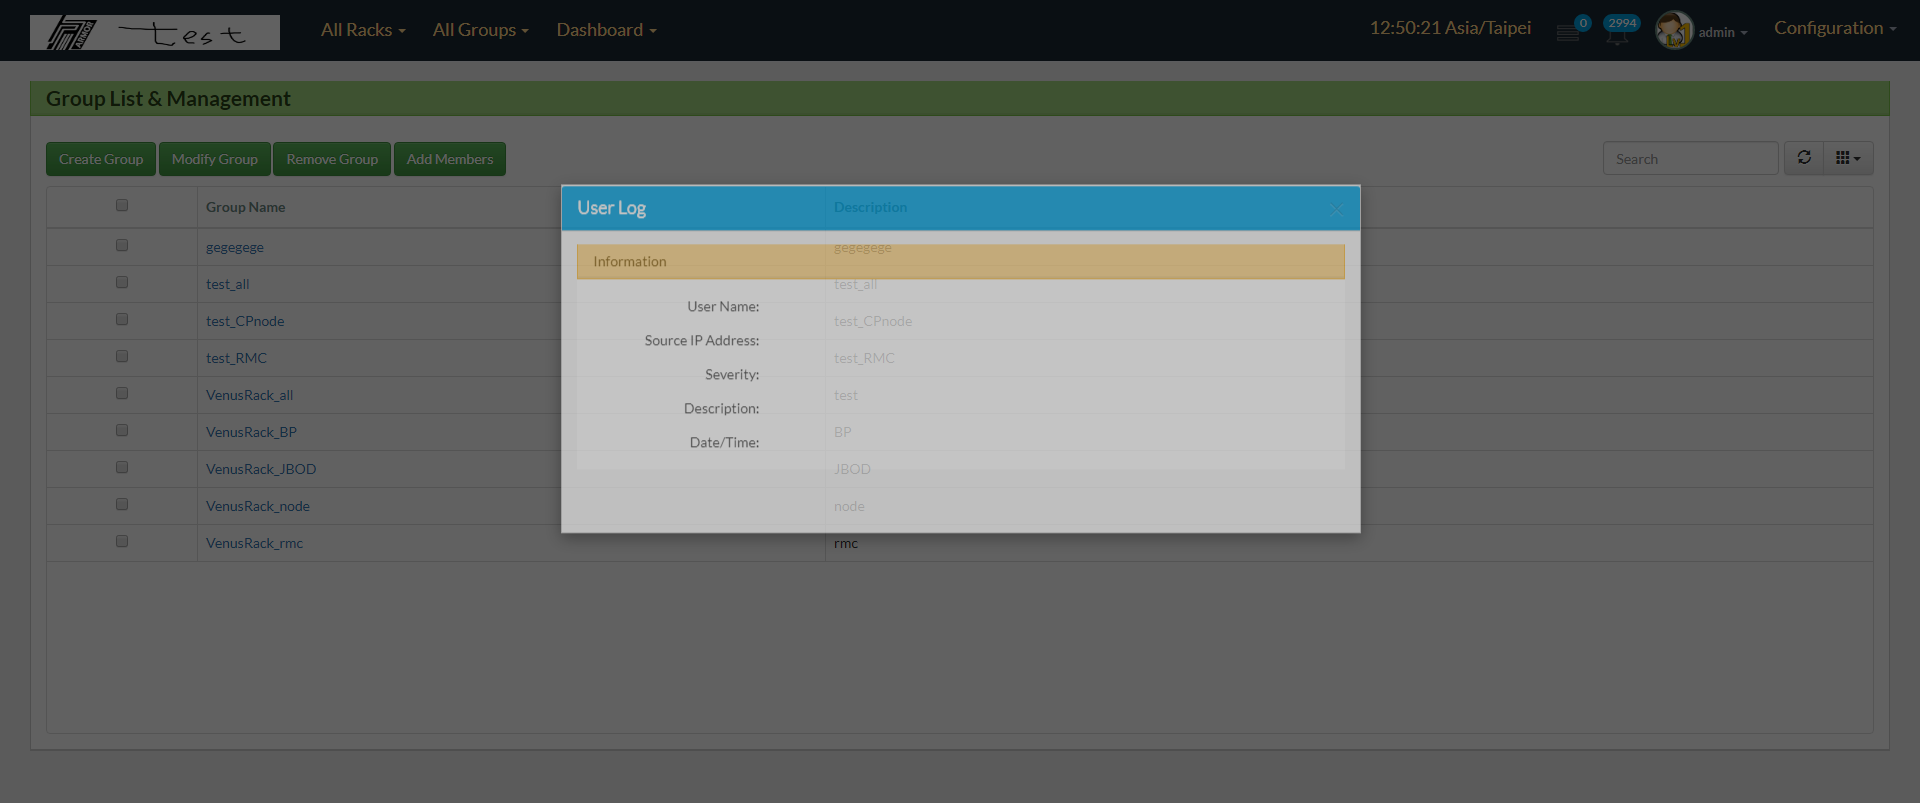 ARMOR test All Racks All Groups Dashboard 12:50:21 Asia/Taipei 0 2994 admin Configuration
Group List & Management
Create Group Modify Group Remove Group Add Members Search
Group Name Description
gegegege gegegege
test_all test_all
test_CPnode test_CPnode
test_RMC test_RMC
VenusRack_all test
VenusRack_BP BP
VenusRack_JBOD JBOD
VenusRack_node node
VenusRack_rmc rmc
User Log
Information
User Name:
Source IP Address:
Severity:
Description:
Date/Time: